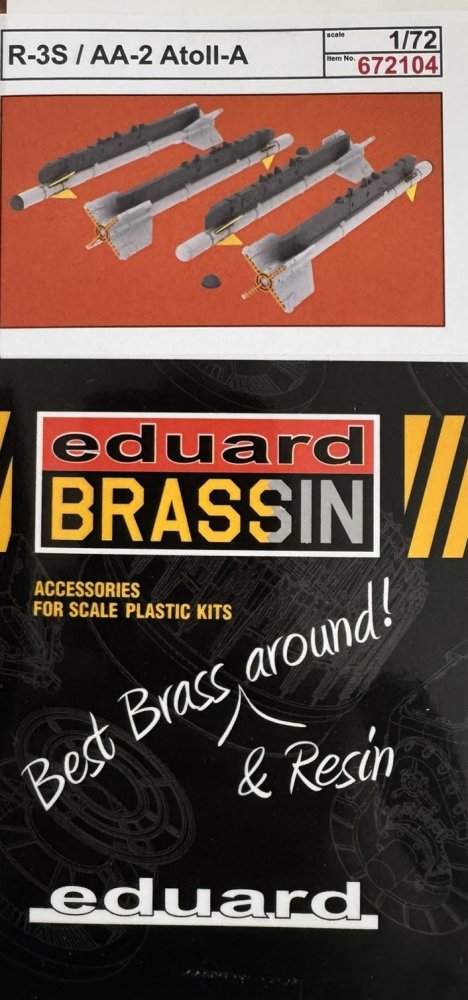 R-3S / AA-2 Atoll-A
scale
1/72
Item No.
672104
eduard
BRASSIN
ACCESSORIES
FOR SCALE PLASTIC KITS
Best Brass around!
& Resin
eduard